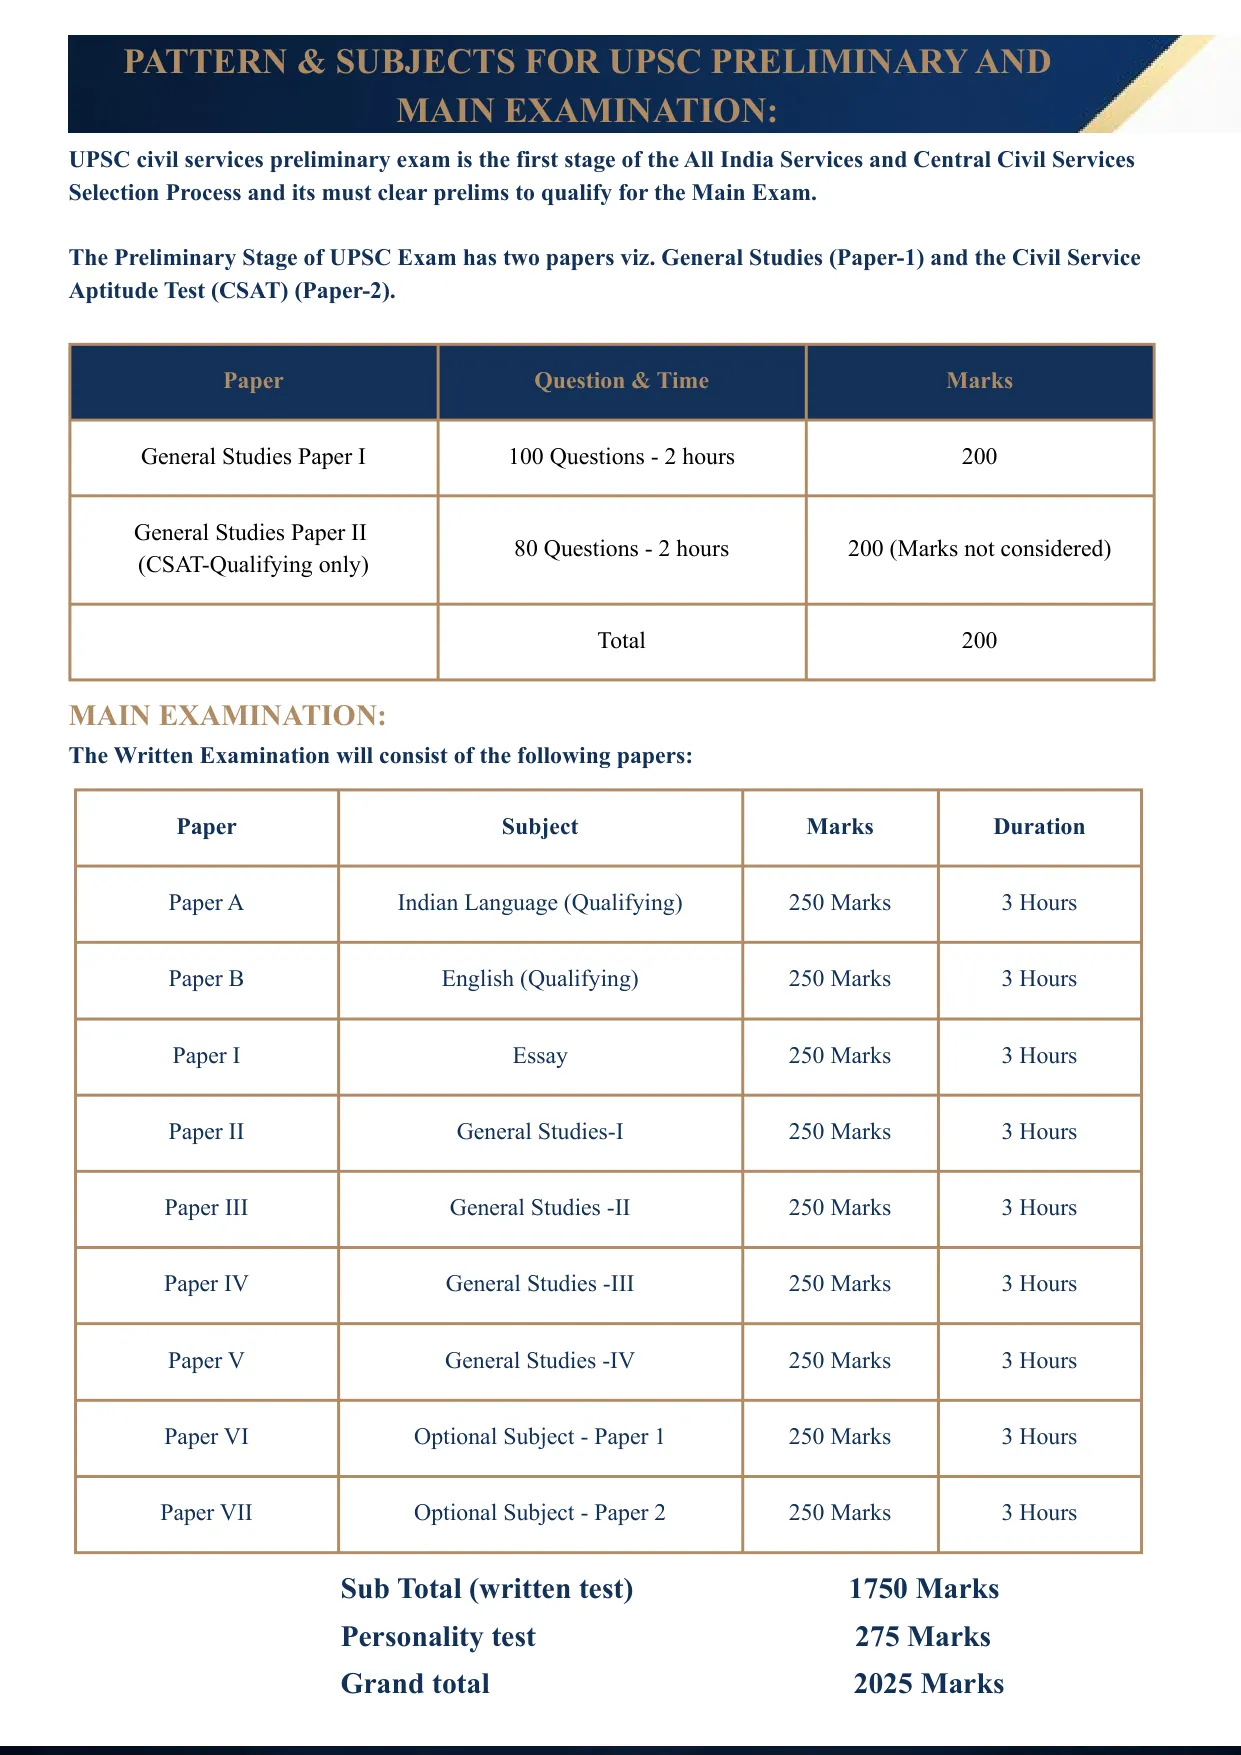 PATTERN & SUBJECTS FOR UPSC PRELIMINARY AND
MAIN EXAMINATION:
UPSC civil services preliminary exam is the first stage of the All India Services and Central Civil Services
Selection Process and its must clear prelims to qualify for the Main Exam.
The Preliminary Stage of UPSC Exam has two papers viz. General Studies (Paper-1) and the Civil Service
Aptitude Test (CSAT) (Paper-2).
Paper Question & Time Marks
General Studies Paper I 100 Questions - 2 hours 200
General Studies Paper II
(CSAT-Qualifying only) 80 Questions - 2 hours 200 (Marks not considered)
Total 200
MAIN EXAMINATION:
The Written Examination will consist of the following papers:
Paper Subject Marks Duration
Paper A Indian Language (Qualifying) 250 Marks 3 Hours
Paper B English (Qualifying) 250 Marks 3 Hours
Paper I Essay 250 Marks 3 Hours
Paper II General Studies-I 250 Marks 3 Hours
Paper III General Studies -II 250 Marks 3 Hours
Paper IV General Studies -III 250 Marks 3 Hours
Paper V General Studies -IV 250 Marks 3 Hours
Paper VI Optional Subject - Paper 1 250 Marks 3 Hours
Paper VII Optional Subject - Paper 2 250 Marks 3 Hours
Sub Total (written test) 1750 Marks
Personality test 275 Marks
Grand total 2025 Marks